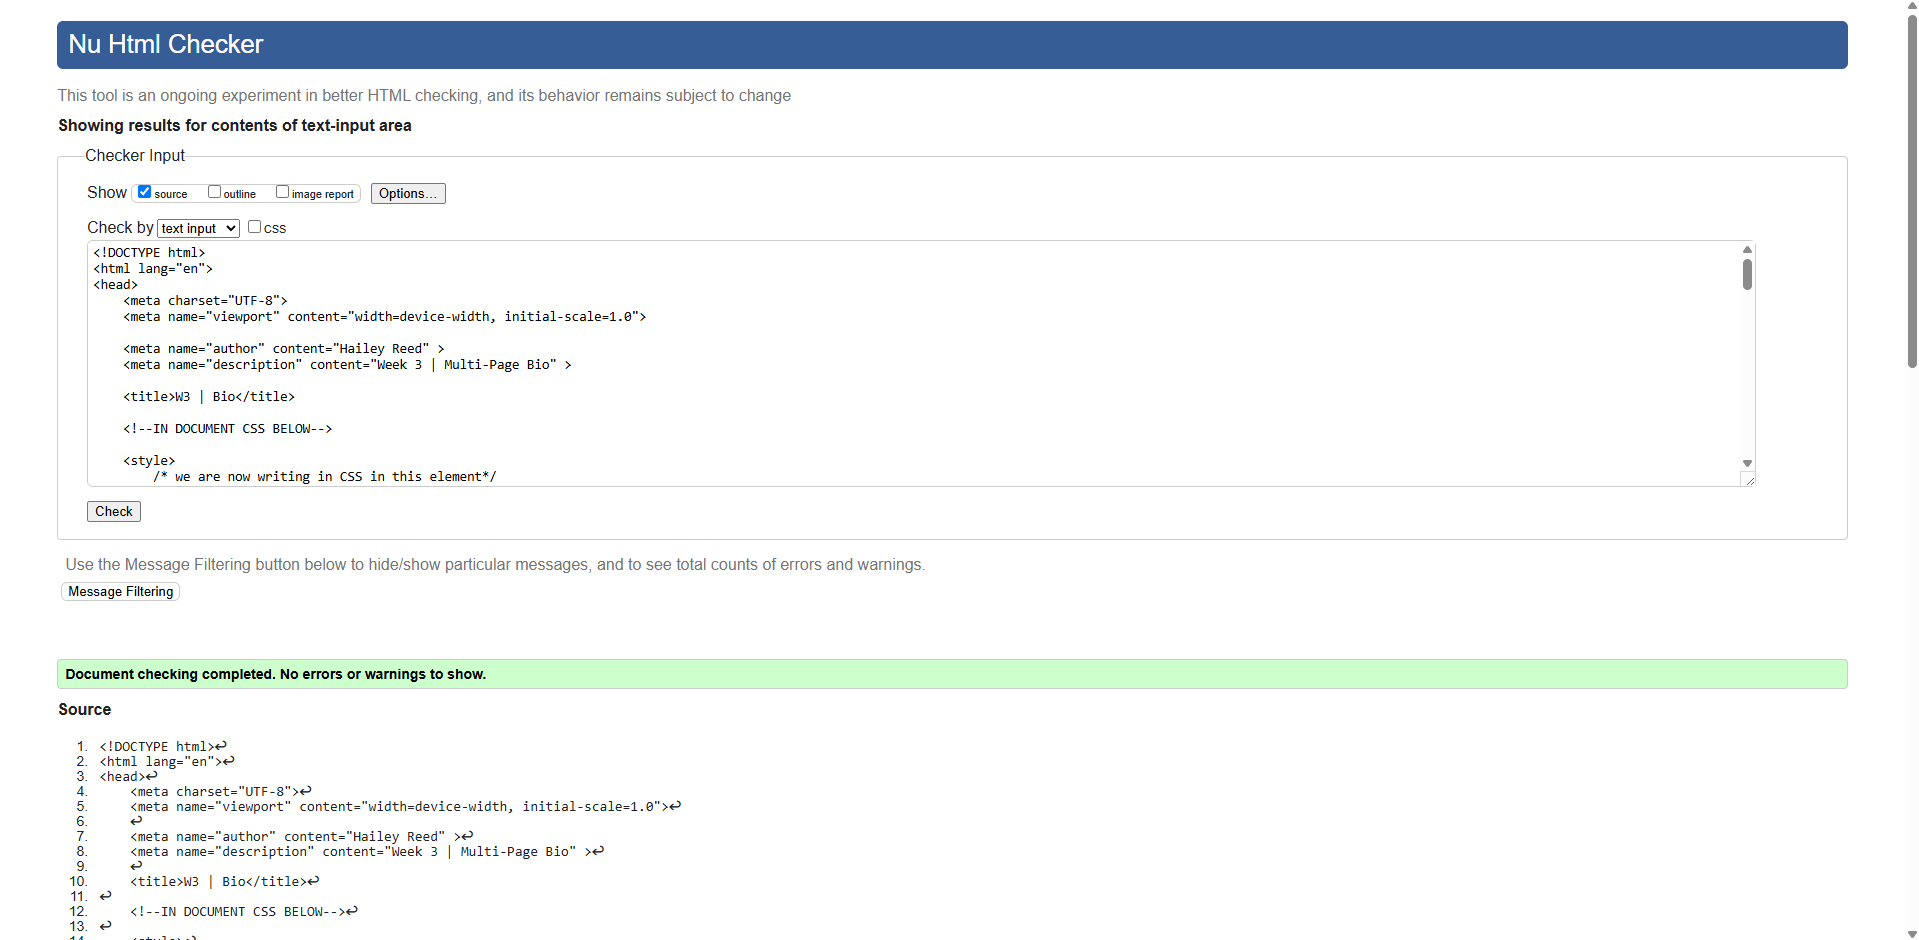 Nu Html Checker
This tool is an ongoing experiment in better HTML checking, and its behavior remains subject to change
Showing results for contents of text-input area
Checker Input
Show source outline image report Options...
Check by text input css
<!DOCTYPE html>
<html lang="en">
<head>
    <meta charset="UTF-8">
    <meta name="viewport" content="width=device-width, initial-scale=1.0">
    <meta name="author" content="Hailey Reed" >
    <meta name="description" content="Week 3 | Multi-Page Bio" >
    <title>W3 | Bio</title>
    <!--IN DOCUMENT CSS BELOW-->
    <style>
        /* we are now writing in CSS in this element*/
Check
Use the Message Filtering button below to hide/show particular messages, and to see total counts of errors and warnings.
Message Filtering
Document checking completed. No errors or warnings to show.
Source
1. <!DOCTYPE html>↩
2. <html lang="en">↩
3. <head>↩
4.     <meta charset="UTF-8">↩
5.     <meta name="viewport" content="width=device-width, initial-scale=1.0">↩
6.     ↩
7.     <meta name="author" content="Hailey Reed" >↩
8.     <meta name="description" content="Week 3 | Multi-Page Bio" >↩
9.     ↩
10.     <title>W3 | Bio</title>↩
11. ↩
12.     <!--IN DOCUMENT CSS BELOW-->↩
13. ↩
14.     <style>↩